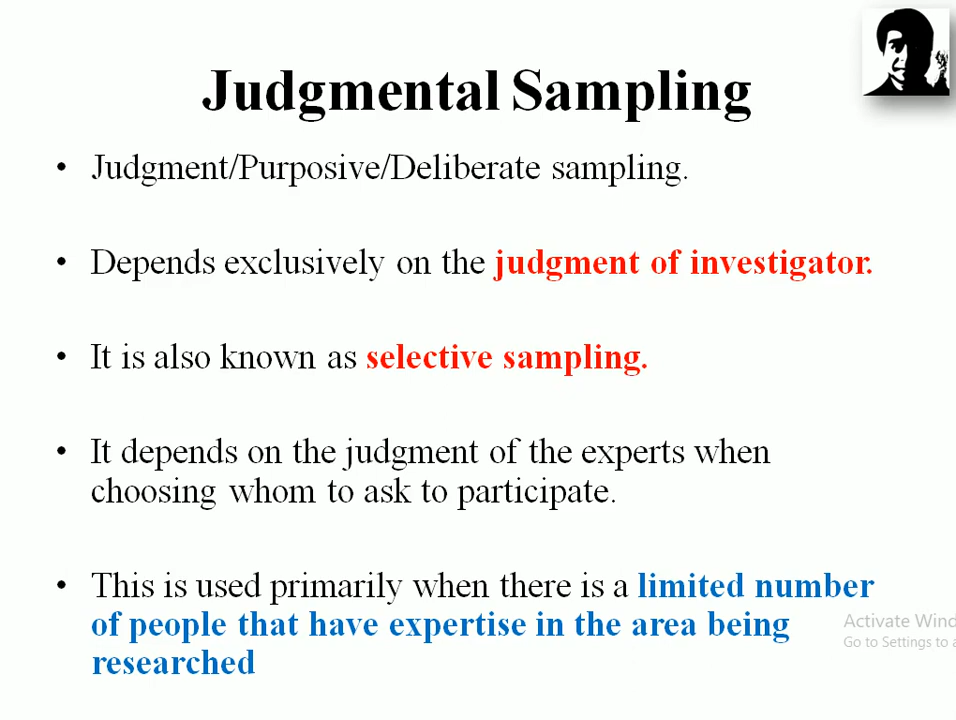 Judgmental Sampling
• Judgment/Purposive/Deliberate sampling.
• Depends exclusively on the judgment of investigator.
• It is also known as selective sampling.
• It depends on the judgment of the experts when
choosing whom to ask to participate.
• This is used primarily when there is a limited number
of people that have expertise in the area being
researched
Activate Wind
Go to Settings to a